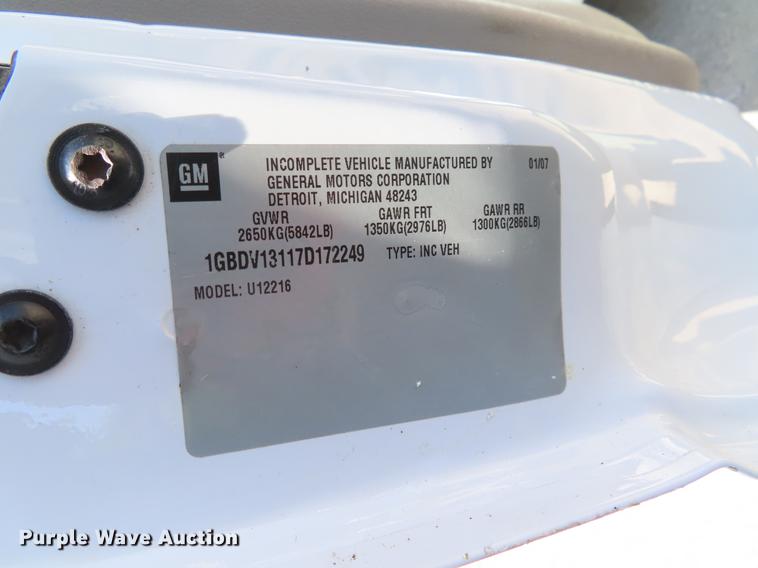 GM ® INCOMPLETE VEHICLE MANUFACTURED BY 01/07
GENERAL MOTORS CORPORATION
DETROIT, MICHIGAN 48243
GVWR GAWR FRT GAWR RR
2650KG(5842LB) 1350KG(2976LB) 1300KG(2866LB)
1GBDV13117D172249 TYPE: INC VEH
MODEL: U12216
Purple Wave Auction